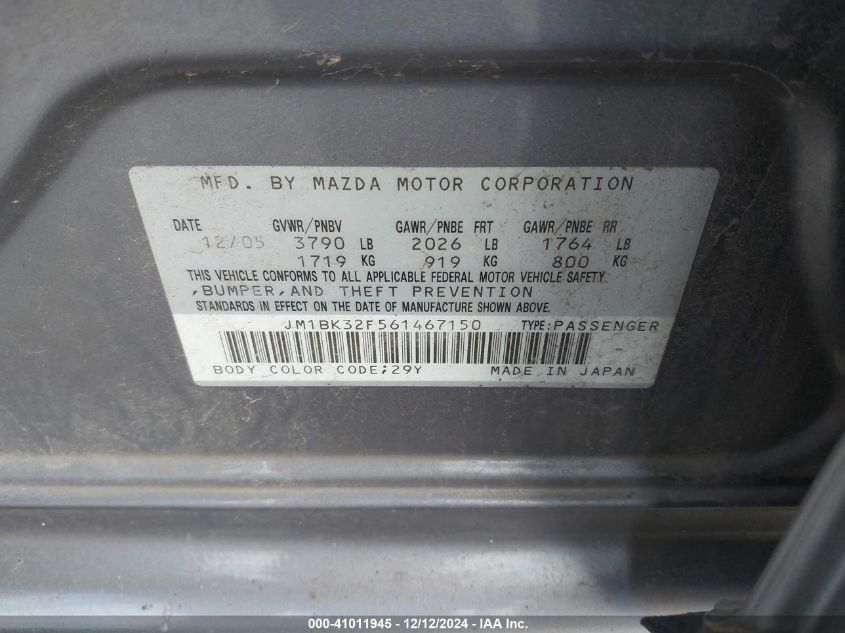 MFD. BY MAZDA MOTOR CORPORATION
DATE GVWR/PNBV GAWR/PNBE FRT GAWR/PNBE RR
12/05 3790 LB 2026 LB 1764 LB
1719 KG 919 KG 800 KG
THIS VEHICLE CONFORMS TO ALL APPLICABLE FEDERAL MOTOR VEHICLE SAFETY
,BUMPER,AND THEFT PREVENTION
STANDARDS IN EFFECT ON THE DATE OF MANUFACTURE SHOWN ABOVE.
JM1BK32F561467150 TYPE:PASSENGER
BODY COLOR CODE;29Y MADE IN JAPAN
000-41011945 - 12/12/2024 - IAA Inc.